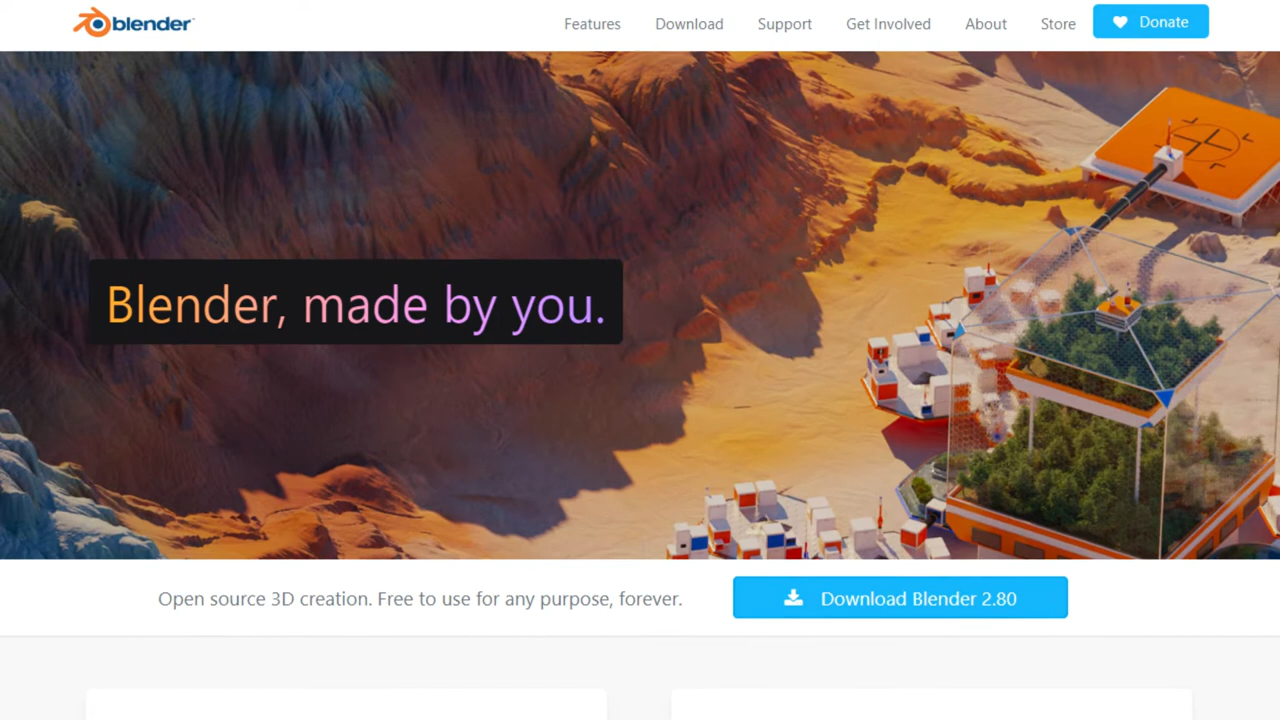 blender
Features
Download
Support
Get Involved
About
Store
Donate
Blender, made by you.
Open source 3D creation. Free to use for any purpose, forever.
Download Blender 2.80